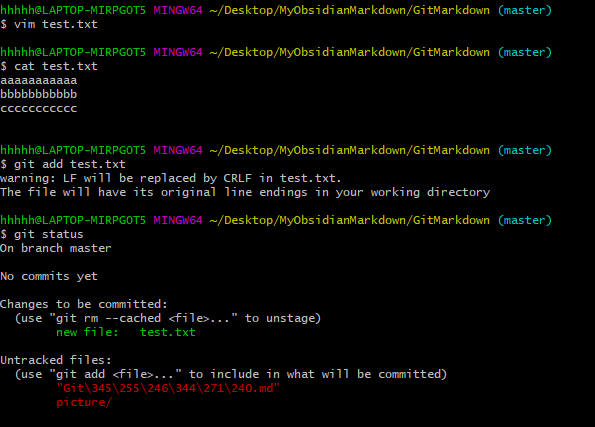 hhhhh@LAPTOP-MIRPGOT5 MINGW64 ~/Desktop/MyObsidianMarkdown/GitMarkdown (master)
$ vim test.txt
hhhhh@LAPTOP-MIRPGOT5 MINGW64 ~/Desktop/MyObsidianMarkdown/GitMarkdown (master)
$ cat test.txt
aaaaaaaaaaa
bbbbbbbbbbb
ccccccccccc
hhhhh@LAPTOP-MIRPGOT5 MINGW64 ~/Desktop/MyObsidianMarkdown/GitMarkdown (master)
$ git add test.txt
warning: LF will be replaced by CRLF in test.txt.
The file will have its original line endings in your working directory
hhhhh@LAPTOP-MIRPGOT5 MINGW64 ~/Desktop/MyObsidianMarkdown/GitMarkdown (master)
$ git status
On branch master
No commits yet
Changes to be committed:
  (use "git rm --cached <file>..." to unstage)
        new file:   test.txt
Untracked files:
  (use "git add <file>..." to include in what will be committed)
        "Git\345\255\246\344\271\240.md"
        picture/